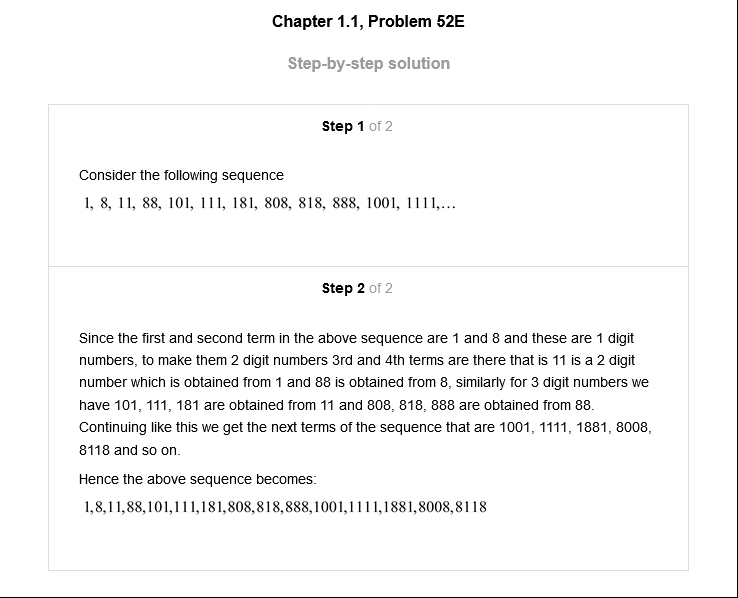 Chapter 1.1, Problem 52E
Step-by-step solution
Step 1 of 2
Consider the following sequence
1, 8, 11, 88, 101, 111, 181, 808, 818, 888, 1001, 1111,...
Step 2 of 2
Since the first and second term in the above sequence are 1 and 8 and these are 1 digit
numbers, to make them 2 digit numbers 3rd and 4th terms are there that is 11 is a 2 digit
number which is obtained from 1 and 88 is obtained from 8, similarly for 3 digit numbers we
have 101, 111, 181 are obtained from 11 and 808, 818, 888 are obtained from 88.
Continuing like this we get the next terms of the sequence that are 1001, 1111, 1881, 8008,
8118 and so on.
Hence the above sequence becomes:
1,8,11,88,101,111,181,808,818,888,1001,1111,1881,8008,8118